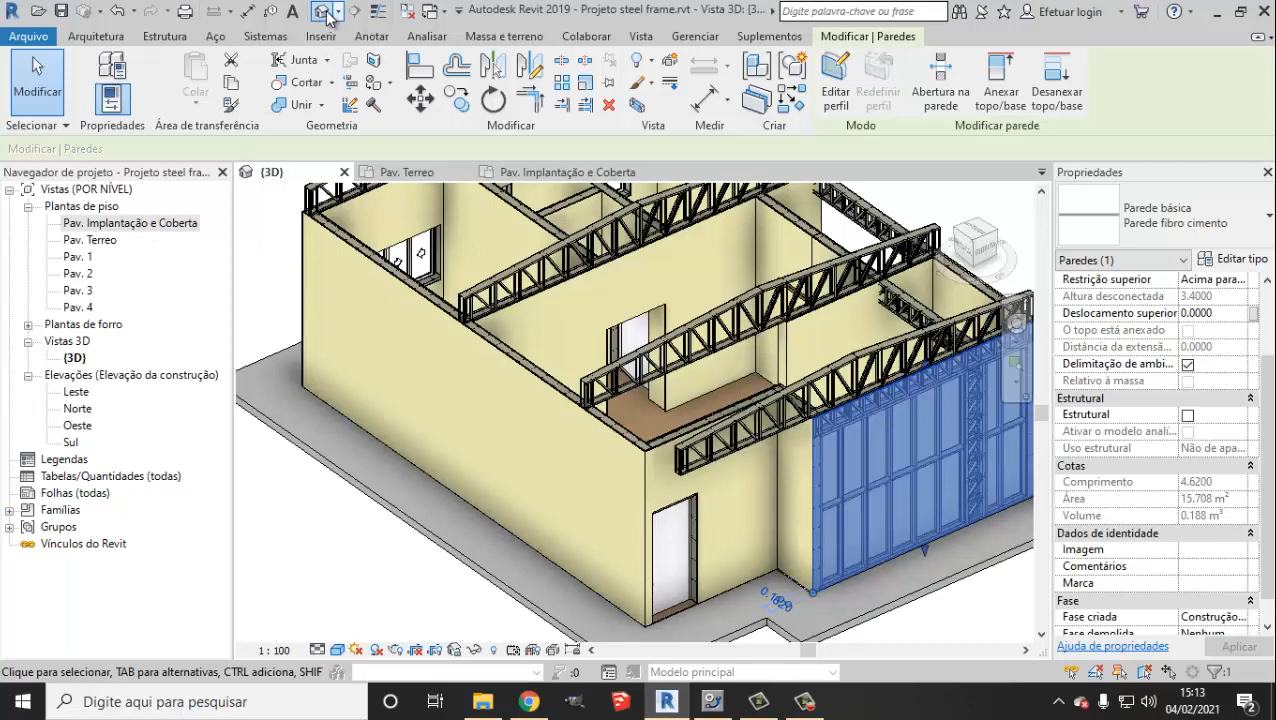 Autodesk Revit 2019 - Projeto steel frame.rvt - Vista 3D: {3...
Digite palavra-chave ou frase
Efetuar login
Arquivo
Arquitetura
Estrutura
Aço
Sistemas
Inserir
Anotar
Analisar
Massa e terreno
Colaborar
Vista
Gerenciar
Suplementos
Modificar | Paredes
Modificar
Propriedades
Colar
Junta
Cortar
Unir
Editar perfil
Redefinir perfil
Abertura na parede
Anexar topo/base
Desanexar topo/base
Selecionar
Propriedades
Área de transferência
Geometria
Modificar
Vista
Medir
Criar
Modo
Modificar parede
Modificar | Paredes
Navegador de projeto - Projeto steel fra...
Vistas (POR NÍVEL)
Plantas de piso
Pav. Implantação e Coberta
Pav. Terreo
Pav. 1
Pav. 2
Pav. 3
Pav. 4
Plantas de forro
Vistas 3D
{3D}
Elevações (Elevação da construção)
Leste
Norte
Oeste
Sul
Legendas
Tabelas/Quantidades (todas)
Folhas (todas)
Famílias
Grupos
Vínculos do Revit
{3D}
Pav. Terreo
Pav. Implantação e Coberta
1 : 100
Propriedades
Parede básica
Parede fibro cimento
Paredes (1)
Editar tipo
Restrição superior Acima para...
Altura desconectada 3.4000
Deslocamento superior 0.0000
O topo está anexado
Distância da extensã... 0.0000
Delimitação de ambi...
Relativo à massa
Estrutural
Estrutural
Ativar o modelo analí...
Uso estrutural Não de apa...
Cotas
Comprimento 4.6200
Área 15.708 m²
Volume 0.188 m³
Dados de identidade
Imagem
Comentários
Marca
Fase
Fase criada Construção...
Fase demolida Nenhum
Ajuda de propriedades
Aplicar
Clique para selecionar, TAB para alternativas, CTRL adiciona, SHIF
:0
Modelo principal
:1
Digite aqui para pesquisar
15:13
04/02/2021
2